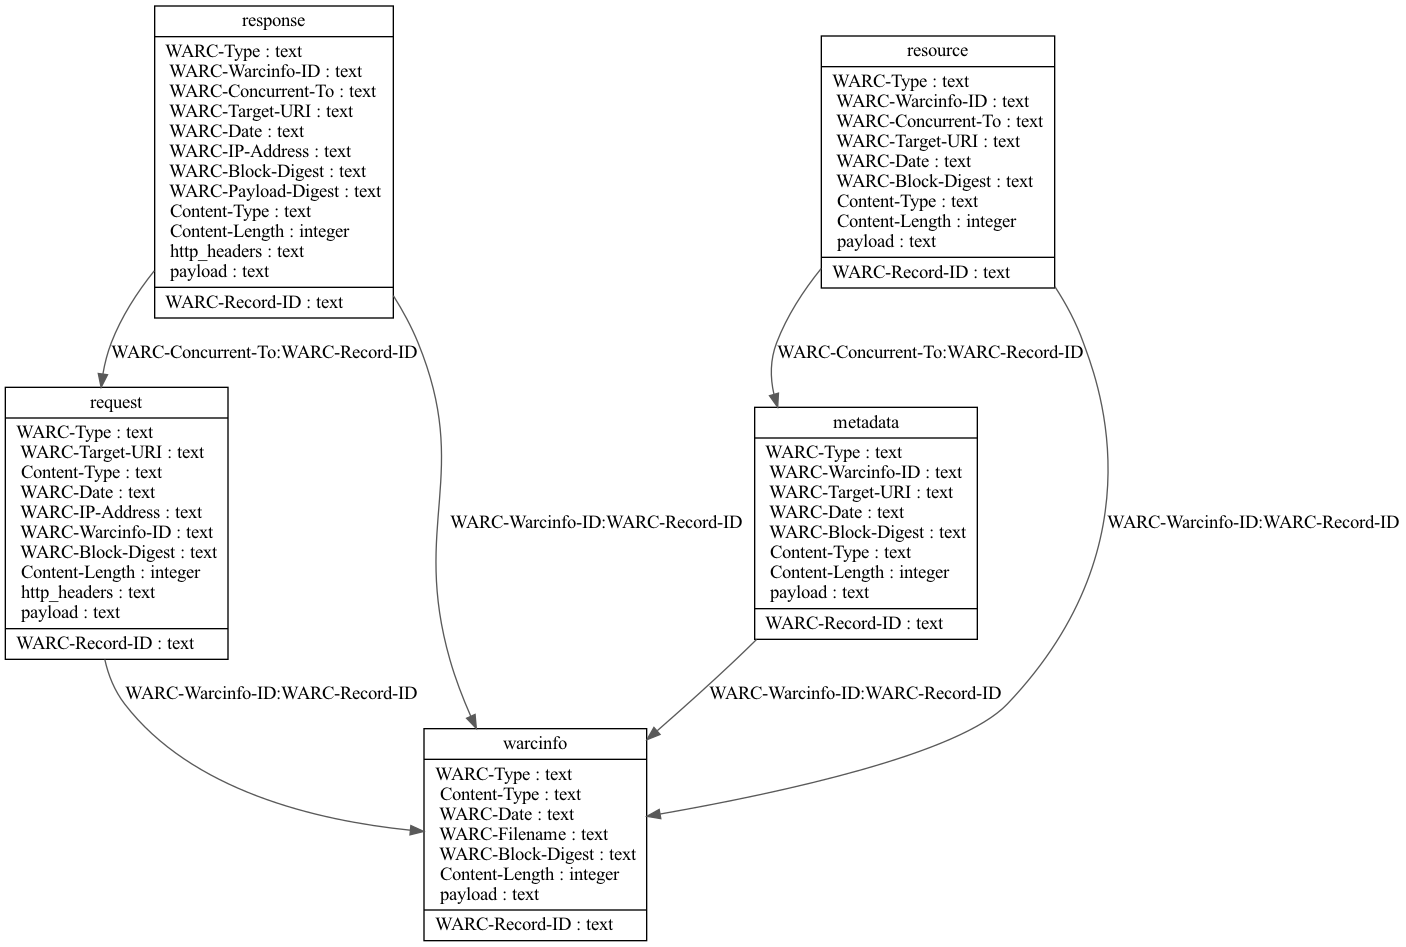 response
WARC-Type : text
WARC-Warcinfo-ID : text
WARC-Concurrent-To : text
WARC-Target-URI : text
WARC-Date : text
WARC-IP-Address : text
WARC-Block-Digest : text
WARC-Payload-Digest : text
Content-Type : text
Content-Length : integer
http_headers : text
payload : text
WARC-Record-ID : text
resource
WARC-Type : text
WARC-Warcinfo-ID : text
WARC-Concurrent-To : text
WARC-Target-URI : text
WARC-Date : text
WARC-Block-Digest : text
Content-Type : text
Content-Length : integer
payload : text
WARC-Record-ID : text
WARC-Concurrent-To:WARC-Record-ID
WARC-Concurrent-To:WARC-Record-ID
request
WARC-Type : text
WARC-Target-URI : text
Content-Type : text
WARC-Date : text
WARC-IP-Address : text
WARC-Warcinfo-ID : text
WARC-Block-Digest : text
Content-Length : integer
http_headers : text
payload : text
WARC-Record-ID : text
WARC-Warcinfo-ID:WARC-Record-ID
metadata
WARC-Type : text
WARC-Warcinfo-ID : text
WARC-Target-URI : text
WARC-Date : text
WARC-Block-Digest : text
Content-Type : text
Content-Length : integer
payload : text
WARC-Record-ID : text
WARC-Warcinfo-ID:WARC-Record-ID
WARC-Warcinfo-ID:WARC-Record-ID
WARC-Warcinfo-ID:WARC-Record-ID
warcinfo
WARC-Type : text
Content-Type : text
WARC-Date : text
WARC-Filename : text
WARC-Block-Digest : text
Content-Length : integer
payload : text
WARC-Record-ID : text